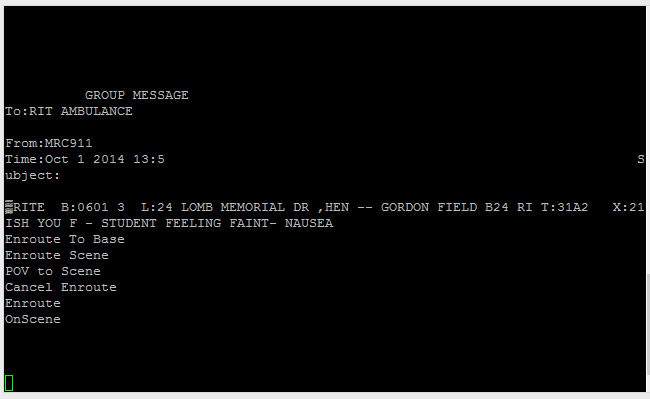 GROUP MESSAGE
To:RIT AMBULANCE
From:MRC911
Time:Oct 1 2014 13:5 S
ubject:
RITE B:0601 3 L:24 LOMB MEMORIAL DR ,HEN -- GORDON FIELD B24 RI T:31A2 X:21
ISH YOU F - STUDENT FEELING FAINT- NAUSEA
Enroute To Base
Enroute Scene
POV to Scene
Cancel Enroute
Enroute
OnScene